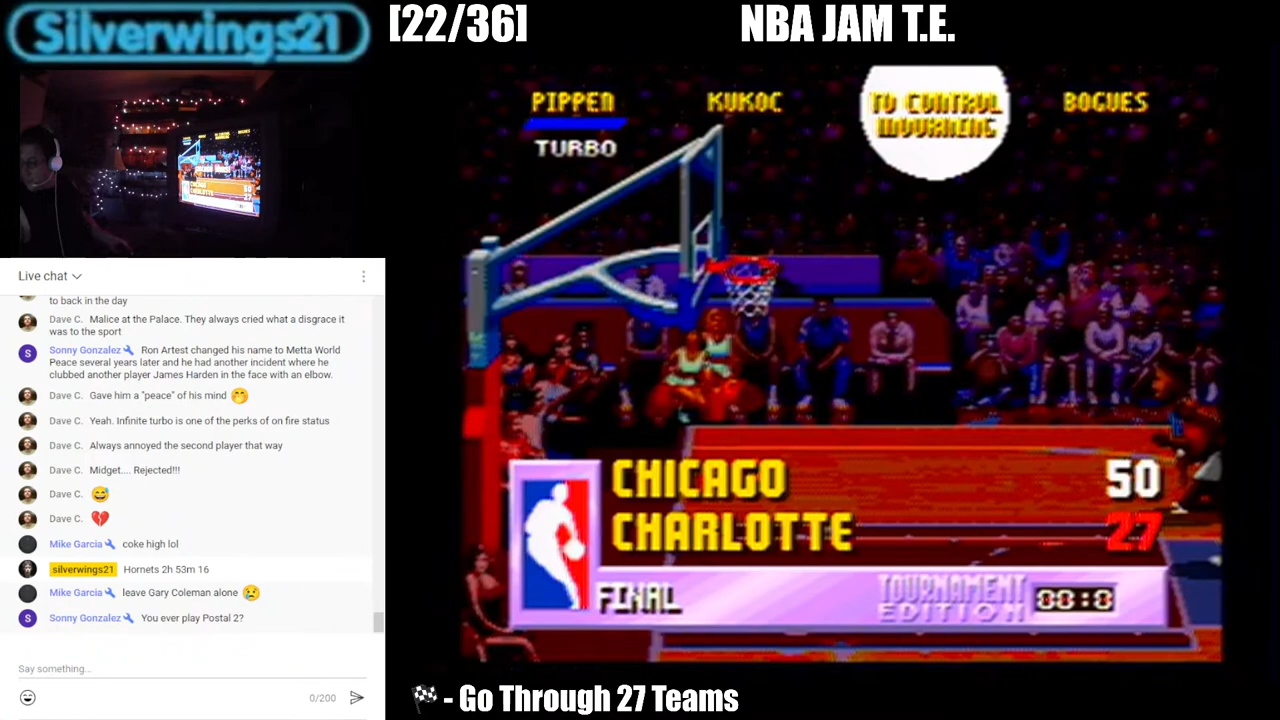 Silverwings21
[22/36]
NBA JAM T.E.
PIPPEN
KUKOC
TO CONTROL
MOURNING
BOGUES
TURBO
Live chat
to back in the day
Dave C. Malice at the Palace. They always cried what a disgrace it
was to the sport
S Sonny Gonzalez Ron Artest changed his name to Metta World
Peace several years later and he had another incident where he
clubbed another player James Harden in the face with an elbow.
Dave C. Gave him a "peace" of his mind 🤭
Dave C. Yeah. Infinite turbo is one of the perks of on fire status
Dave C. Always annoyed the second player that way
Dave C. Midget.... Rejected!!!
Dave C. 😅
Dave C. 💔
Mike Garcia coke high lol
silverwings21 Hornets 2h 53m 16
Mike Garcia leave Gary Coleman alone 😢
S Sonny Gonzalez You ever play Postal 2?
Say something...
0/200
CHICAGO 50
CHARLOTTE 27
FINAL
TOURNAMENT
EDITION
00:0
🏁 - Go Through 27 Teams